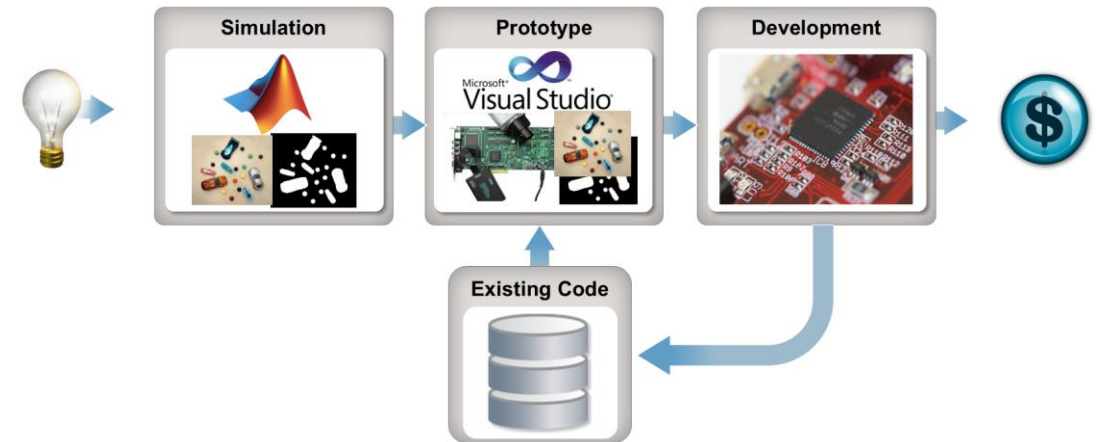 Simulation
Prototype
Development
Microsoft®
Visual Studio®
$
Existing Code